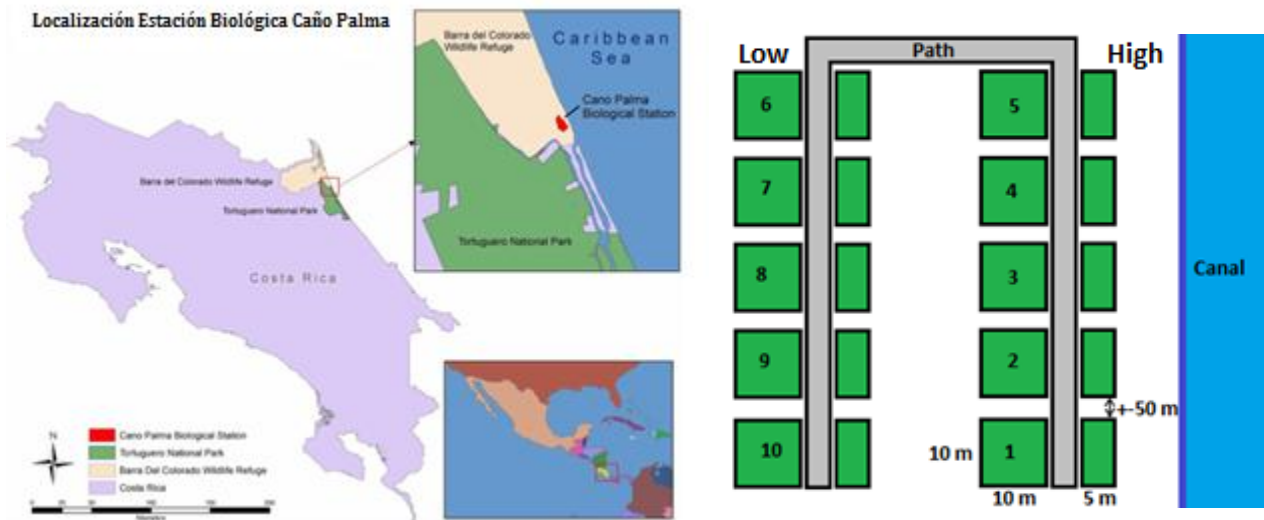 Localización Estación Biológica Caño Palma
Barra del Colorado
Wildlife Refuge
Caribbean
Sea
Cano Palma
Biological Station
Tortuguero National Park
Barra del Colorado Wildlife Refuge
Tortuguero National Park
Costa Rica
N
Cano Palma Biological Station
Tortuguero National Park
Barra Del Colorado Wildlife Refuge
Costa Rica
Low
Path
High
6
5
7
4
8
3
Canal
9
2
+-50 m
10
10 m
1
10 m
5 m